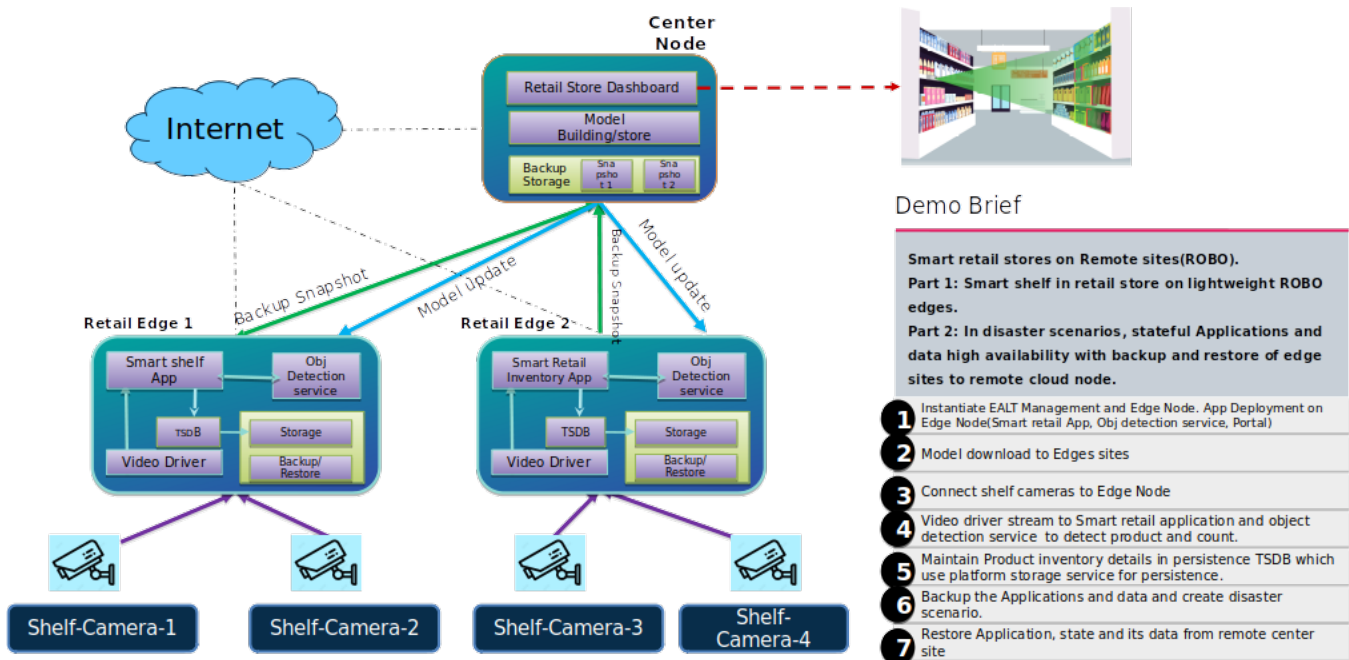 Center
Node
Retail Store Dashboard
Model
Building/store
Backup
Storage
Sna
psho
t 1
Sna
psho
t 2
Internet
Backup Snapshot
Model update
Backup Snapshot
Model update
Retail Edge 1
Smart shelf
App
Obj
Detection
service
TSDB
Storage
Video Driver
Backup/
Restore
Retail Edge 2
Smart Retail
Inventory App
Obj
Detection
service
TSDB
Storage
Video Driver
Backup/
Restore
Shelf-Camera-1
Shelf-Camera-2
Shelf-Camera-3
Shelf-
Camera-4
Demo Brief
Smart retail stores on Remote sites(ROBO).
Part 1: Smart shelf in retail store on lightweight ROBO
edges.
Part 2: In disaster scenarios, stateful Applications and
data high availability with backup and restore of edge
sites to remote cloud node.
1 Instantiate EALT Management and Edge Node. App Deployment on
Edge Node(Smart retail App, Obj detection service, Portal)
2 Model download to Edges sites
3 Connect shelf cameras to Edge Node
4 Video driver stream to Smart retail application and object
detection service to detect product and count.
5 Maintain Product inventory details in persistence TSDB which
use platform storage service for persistence.
6 Backup the Applications and data and create disaster
scenario.
7 Restore Application, state and its data from remote center
site